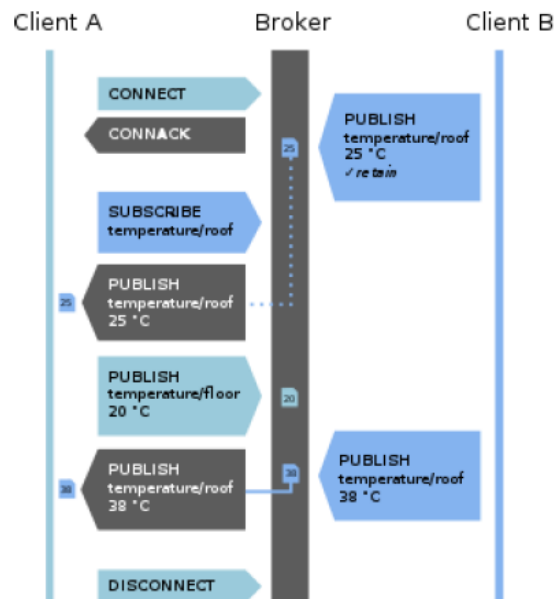 Client A
Broker
Client B
CONNECT
CONNACK
PUBLISH
temperature/roof
25 °C
✓retain
25
SUBSCRIBE
temperature/roof
PUBLISH
temperature/roof
25 °C
25
PUBLISH
temperature/floor
20 °C
20
PUBLISH
temperature/roof
38 °C
38
PUBLISH
temperature/roof
38 °C
38
DISCONNECT